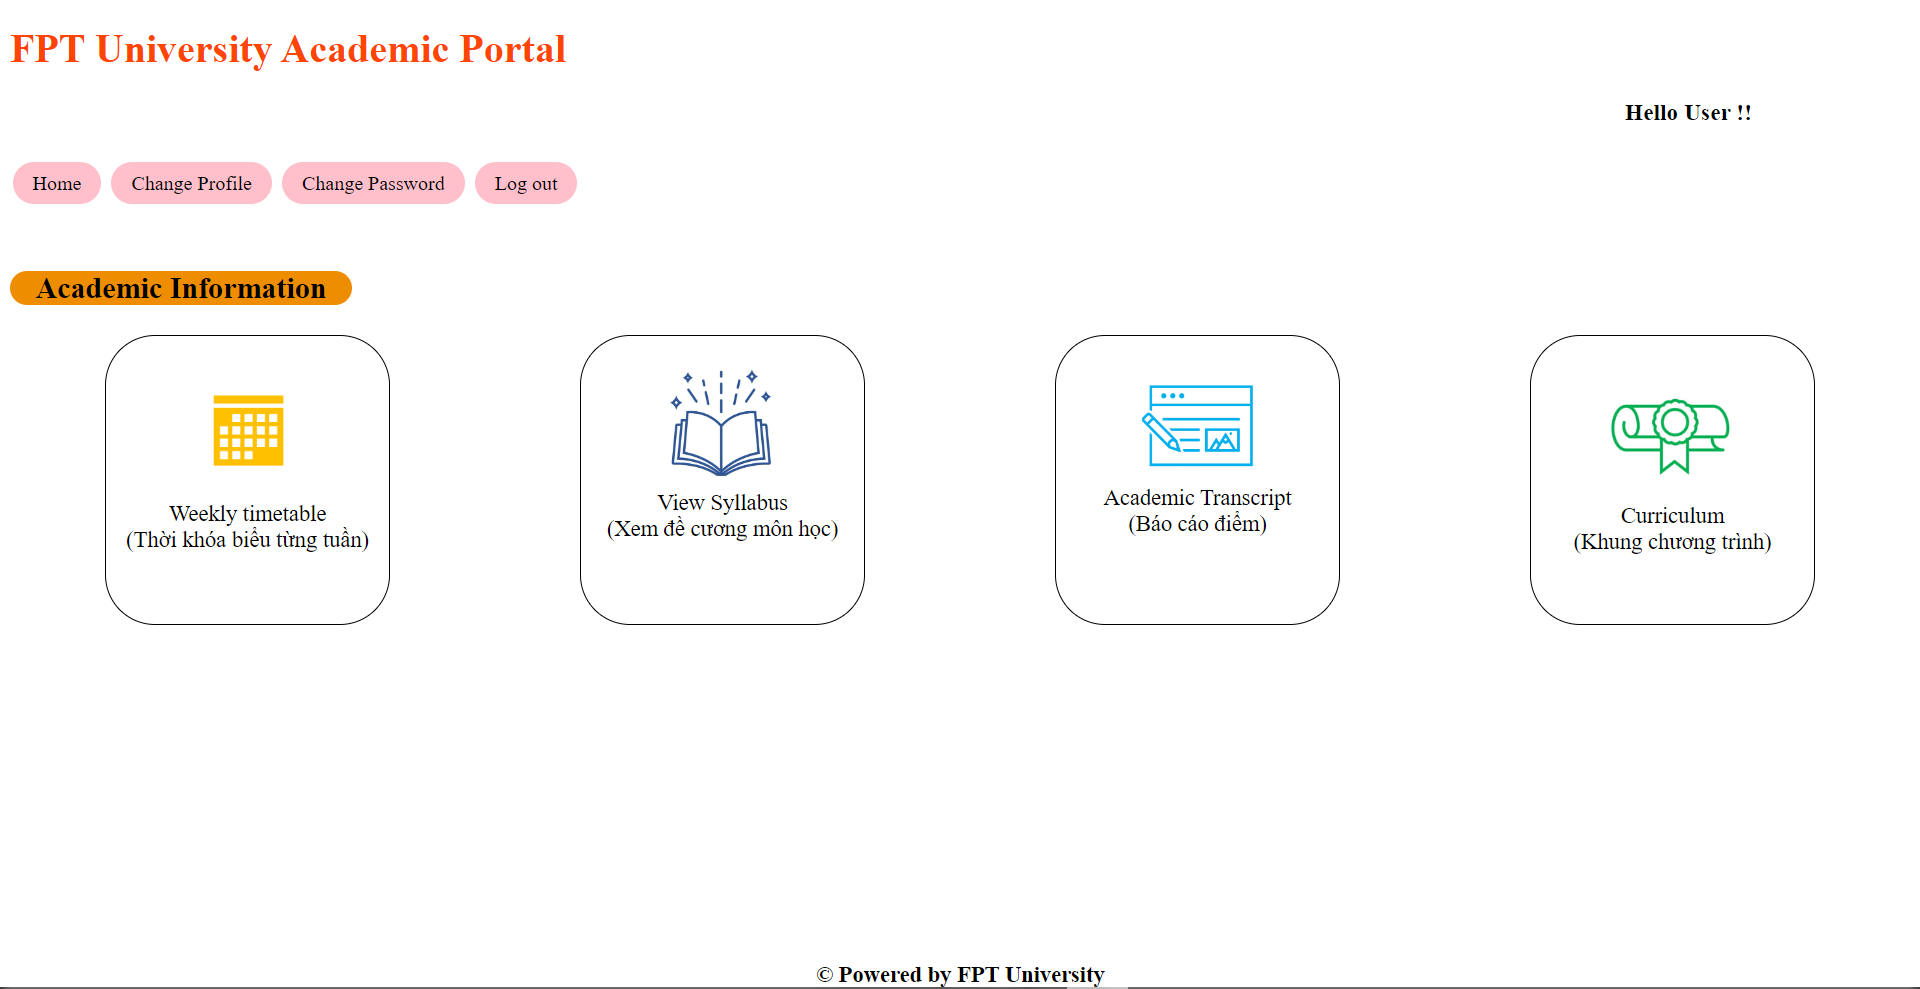 FPT University Academic Portal
Hello User !!
Home
Change Profile
Change Password
Log out
Academic Information
Weekly timetable
(Thời khóa biểu từng tuần)
View Syllabus
(Xem đề cương môn học)
Academic Transcript
(Báo cáo điểm)
Curriculum
(Khung chương trình)
© Powered by FPT University